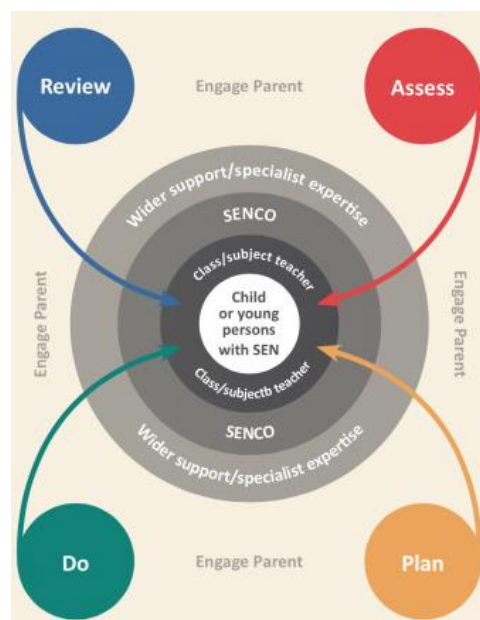 Review
Engage Parent
Assess
Wider support/specialist expertise
SENCO
Class/subject teacher
Engage Parent
Child
or young
persons
with SEN
Engage Parent
Class/subjectb teacher
SENCO
Wider support/specialist expertise
Do
Engage Parent
Plan